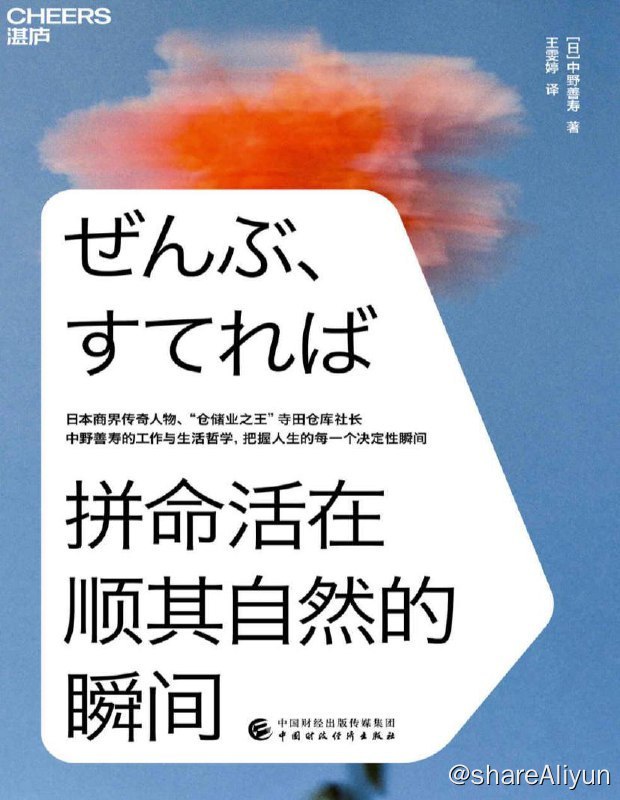 CHEERS
湛庐
[日]中野善寿 著
王雯婷 译
ぜんぶ、
すてれば
日本商界传奇人物、“仓储业之王”寺田仓库社长
中野善寿的工作与生活哲学，把握人生的每一个决定性瞬间
拼命活在
顺其自然的
瞬间
中国财经出版传媒集团
中国财政经济出版社
@shareAliyun